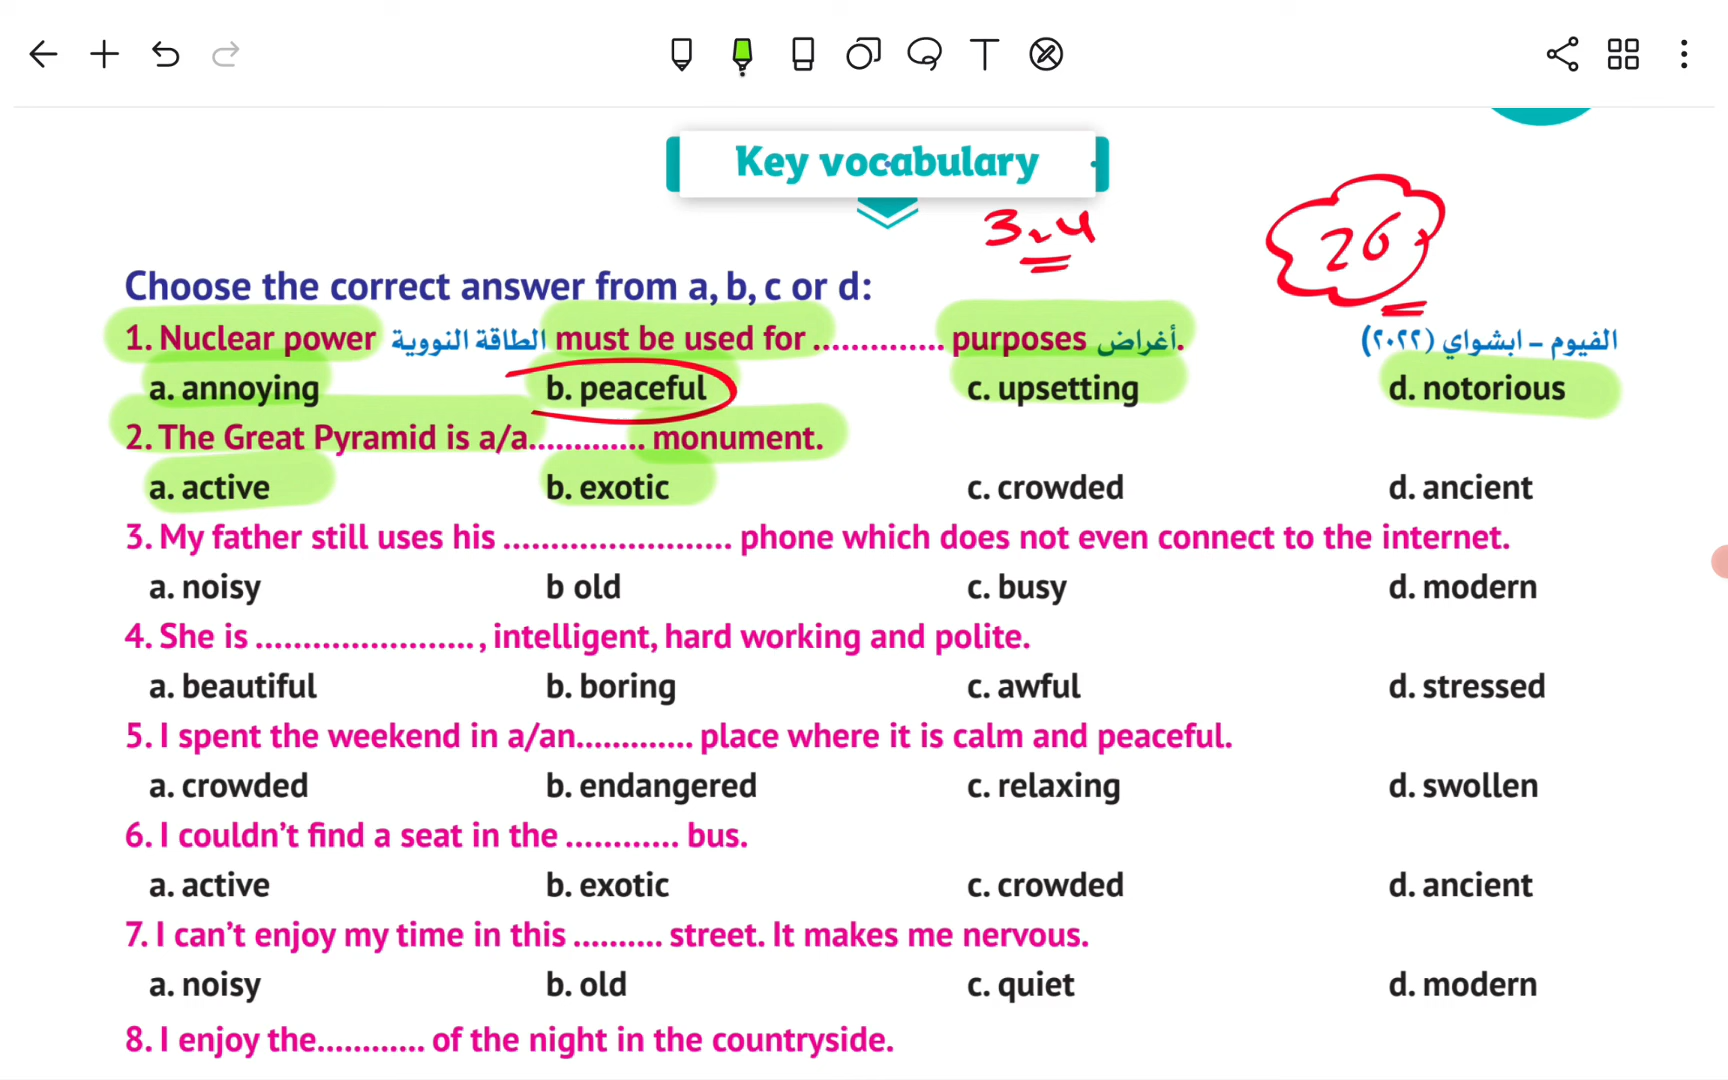 Key vocabulary
3 - 4
26
Choose the correct answer from a, b, c or d:
1. Nuclear power الطاقة النووية must be used for .............. purposes أغراض. الفيوم – ابشواي (٢٠٢٢)
a. annoying b. peaceful c. upsetting d. notorious
2. The Great Pyramid is a/a............. monument.
a. active b. exotic c. crowded d. ancient
3. My father still uses his ........................ phone which does not even connect to the internet.
a. noisy b old c. busy d. modern
4. She is ......................., intelligent, hard working and polite.
a. beautiful b. boring c. awful d. stressed
5. I spent the weekend in a/an............. place where it is calm and peaceful.
a. crowded b. endangered c. relaxing d. swollen
6. I couldn't find a seat in the ............ bus.
a. active b. exotic c. crowded d. ancient
7. I can't enjoy my time in this .......... street. It makes me nervous.
a. noisy b. old c. quiet d. modern
8. I enjoy the............ of the night in the countryside.